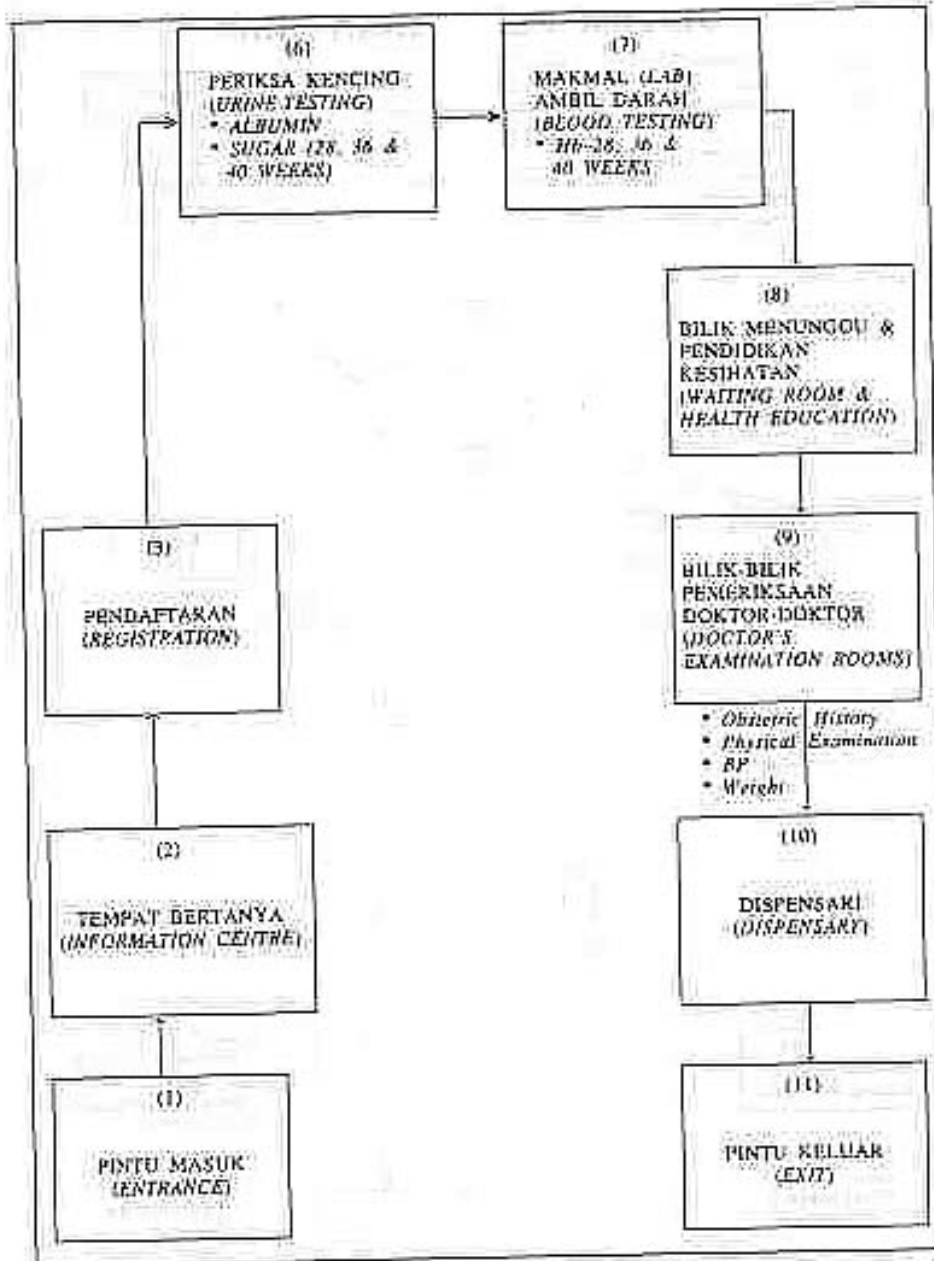 (6)
PERIKSA KENCING
(URINE TESTING)
• ALBUMIN
• SUGAR (28, 36 &
40 WEEKS)
(7)
MAKMAL (LAB)
AMBIL DARAH
(BLOOD TESTING)
• Hb-28, 36 &
40 WEEKS
(8)
BILIK MENUNGGU &
PENDIDIKAN
KESIHATAN
(WAITING ROOM &
HEALTH EDUCATION)
(3)
PENDAFTARAN
(REGISTRATION)
(9)
BILIK-BILIK
PEMERIKSAAN
DOKTOR-DOKTOR
(DOCTOR'S
EXAMINATION ROOMS)
• Obstetric History
• Physical Examination
• BP
• Weight
(2)
TEMPAT BERTANYA
(INFORMATION CENTRE)
(10)
DISPENSARI
(DISPENSARY)
(1)
PINTU MASUK
(ENTRANCE)
(11)
PINTU KELUAR
(EXIT)